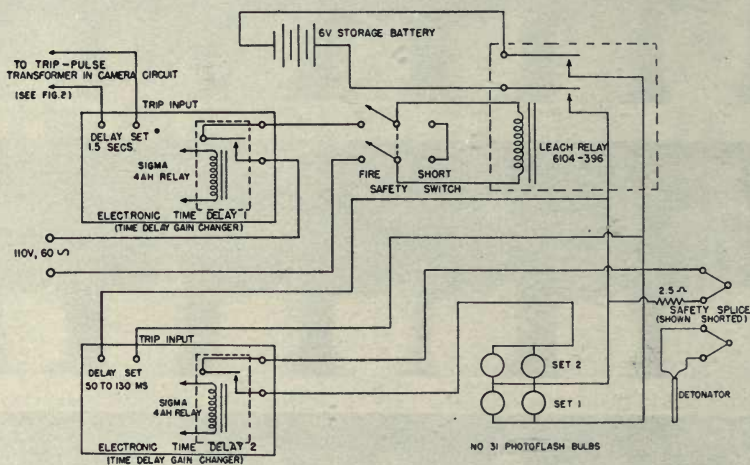 6V STORAGE BATTERY
TO TRIP-PULSE
TRANSFORMER IN CAMERA CIRCUIT
(SEE FIG.2)
TRIP INPUT
DELAY SET
1.5 SECS.
SIGMA
4AH RELAY
ELECTRONIC TIME DELAY 1
(TIME DELAY GAIN CHANGER)
LEACH RELAY
6104-396
FIRE SHORT
SAFETY SWITCH
110V, 60 ∿
2.5 Ω
SAFETY SPLICE
(SHOWN SHORTED)
TRIP INPUT
DELAY SET
50 TO 130 MS
SIGMA
4AH RELAY
ELECTRONIC TIME DELAY 2
(TIME DELAY GAIN CHANGER)
SET 2
SET 1
DETONATOR
NO 31 PHOTOFLASH BULBS